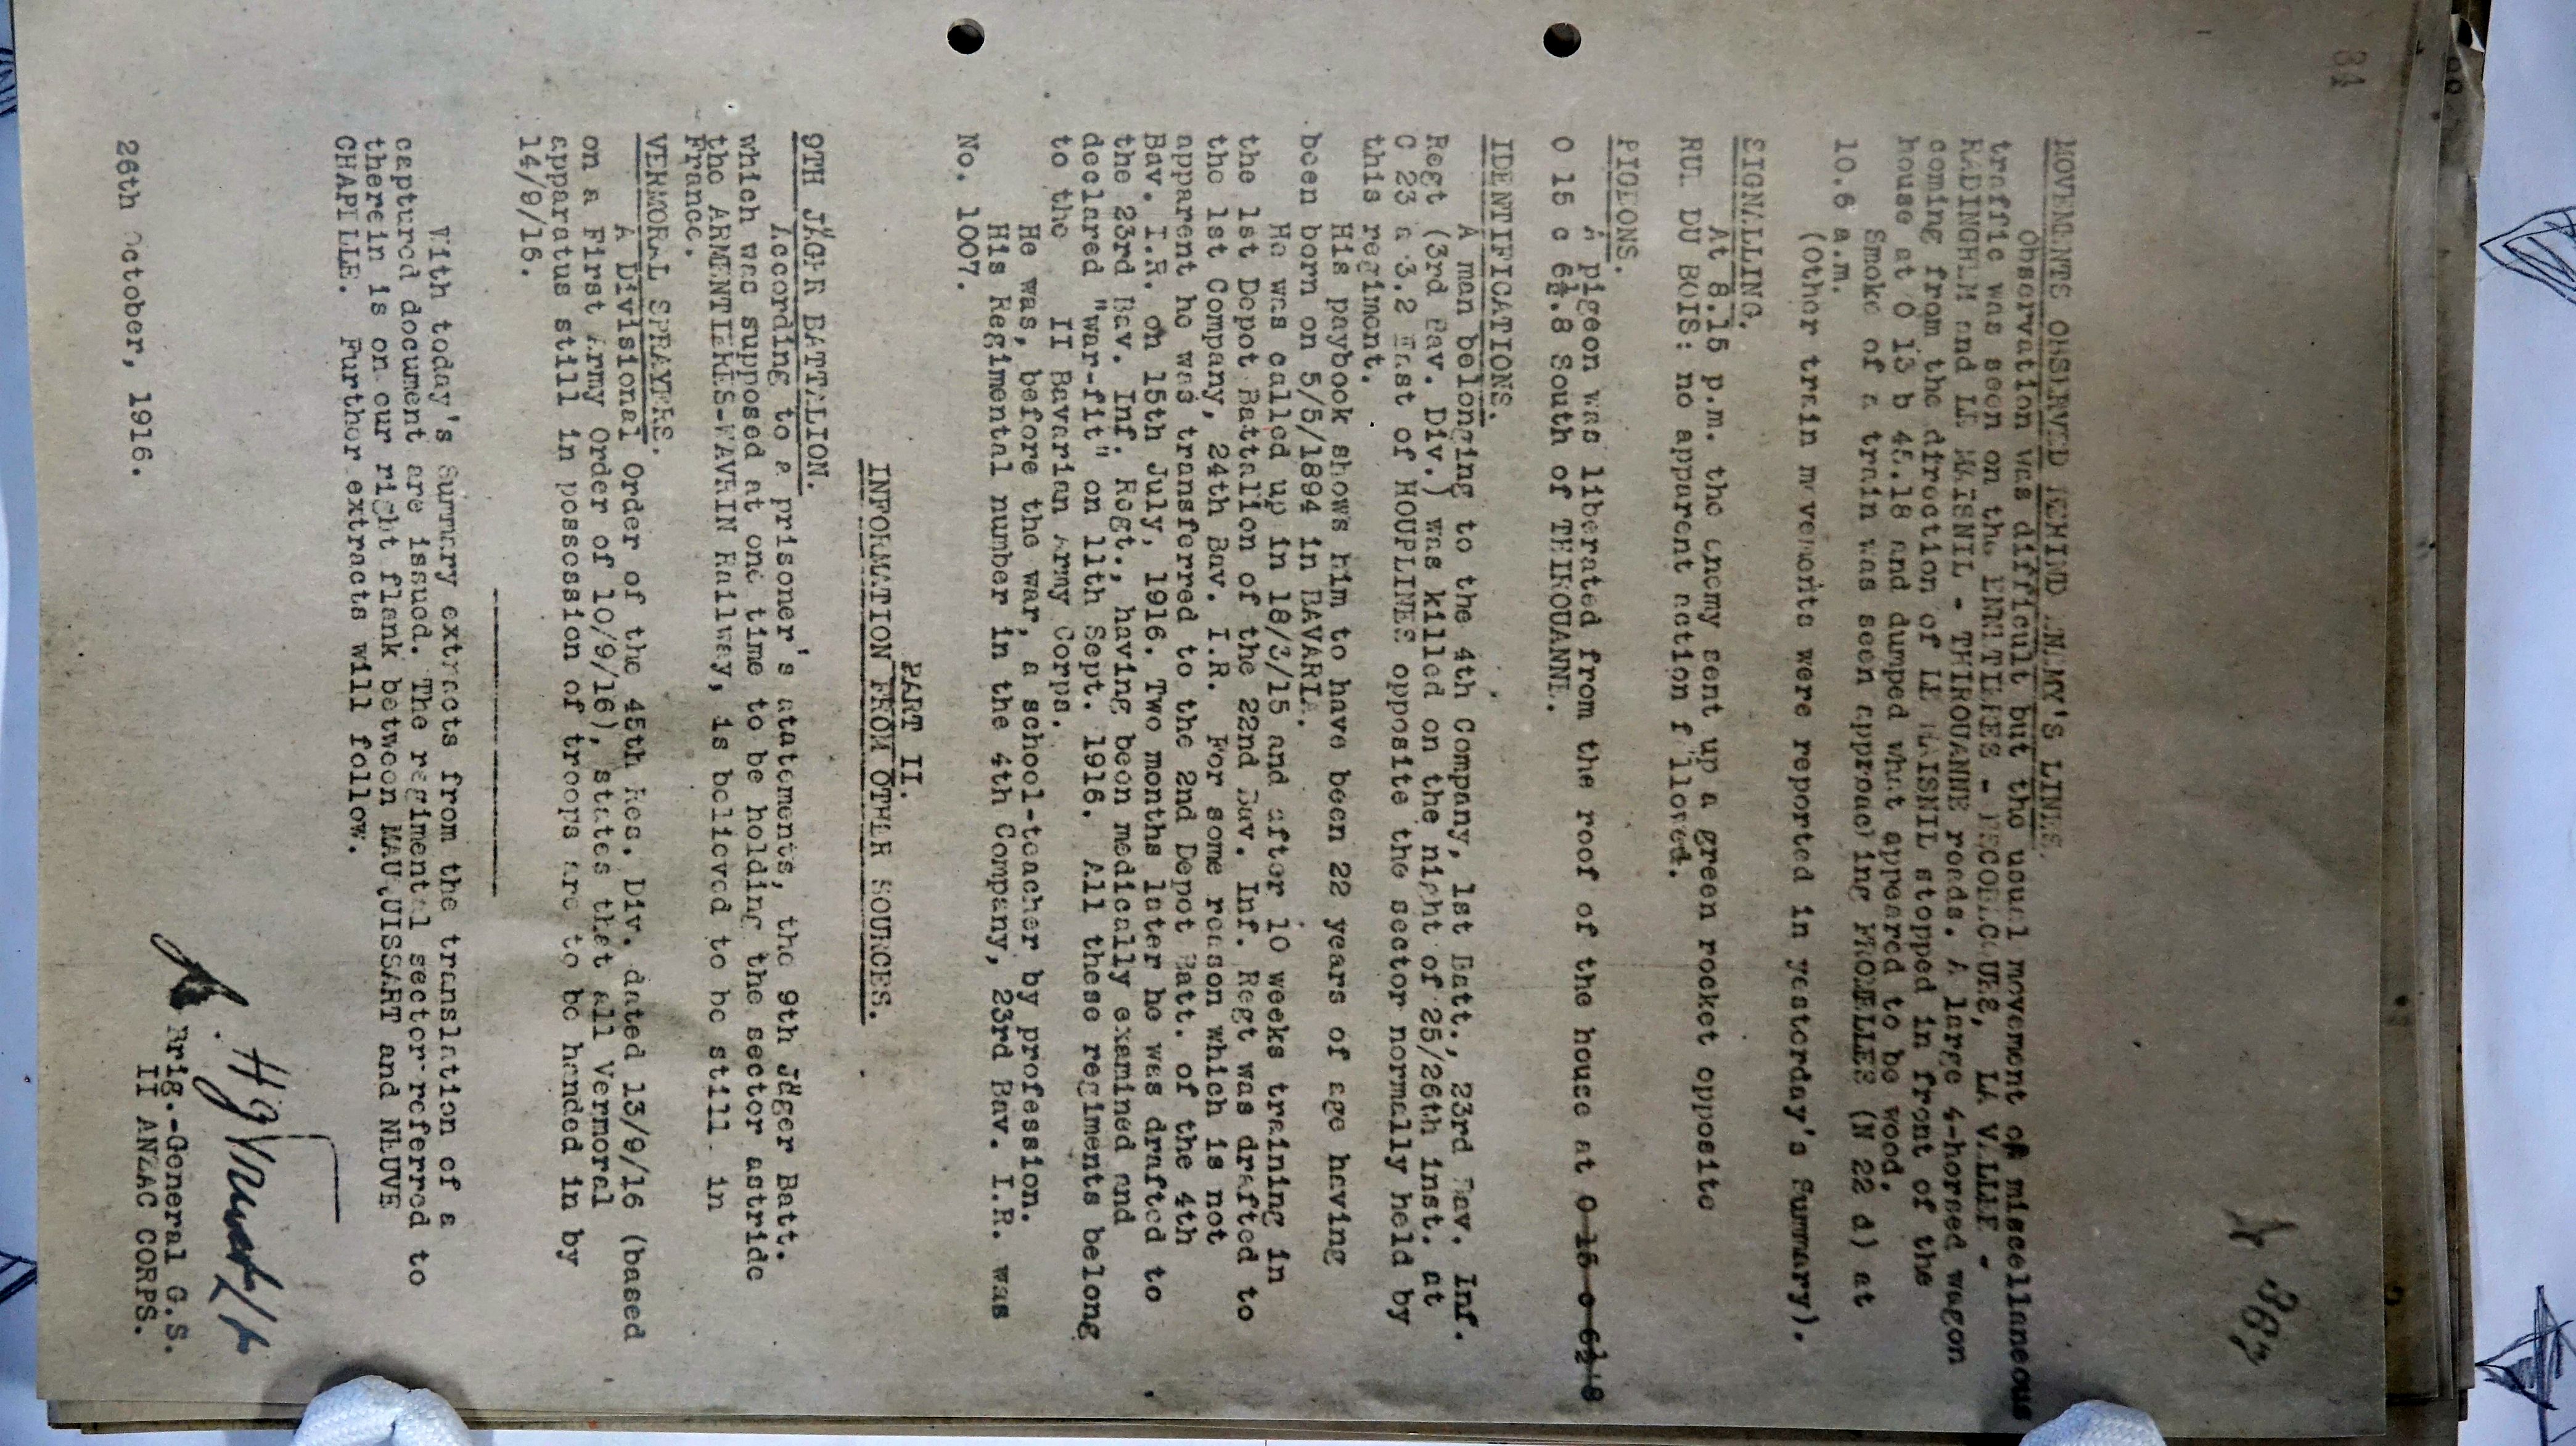 31
362
MOVEMENTS OBSERVED BEHIND ENEMY'S LINES.
Observation was difficult but the usual movement of miscellaneous
traffic was seen on the ENNETIERES - ESCOBECQUES, LA VALLEE -
RADINGHEM and LE MAISNIL - THIROUANNE roads. A large 4-horsed wagon
coming from the direction of LE MAISNIL stopped in front of the
house at O 13 b 45.18 and dumped what appeared to be wood.
Smoke of a train was seen approaching FROMELLES (N 22 d) at
10.6 a.m.
(Other train movements were reported in yesterday's Summary).
SIGNALLING.
At 8.15 p.m. the enemy sent up a green rocket opposite
RUE DU BOIS: no apparent action followed.
PIGEONS.
A pigeon was liberated from the roof of the house at O 15 c 6½.8
O 15 c 6½.8 South of THIROUANNE.
IDENTIFICATIONS.
A man belonging to the 4th Company, 1st Batt., 23rd Bav. Inf.
Regt (3rd Bav. Div.) was killed on the night of 25/26th inst. at
C 23 a 3.2 East of HOUPLINES opposite the sector normally held by
this regiment.
His paybook shows him to have been 22 years of age having
been born on 5/5/1894 in BAVARIA.
He was called up in 18/3/15 and after 10 weeks training in
the 1st Depot Battalion of the 22nd Bav. Inf. Regt was drafted to
the 1st Company, 24th Bav. I.R. For some reason which is not
apparent he was transferred to the 2nd Depot Batt. of the 4th
Bav. I.R. on 15th July, 1916. Two months later he was drafted to
the 23rd Bav. Inf. Regt., having been medically examined and
declared "war-fit" on 11th Sept. 1916. All these regiments belong
to the II Bavarian Army Corps.
He was, before the war, a school-teacher by profession.
His Regimental number in the 4th Company, 23rd Bav. I.R. was
No. 1007.
PART II.
INFORMATION FROM OTHER SOURCES.
9TH JÄGER BATTALION.
According to a prisoner's statements, the 9th Jäger Batt.
which was supposed at one time to be holding the sector astride
the ARMENTIERES-WAVRIN Railway, is believed to be still in
France.
VERMORAL SPRAYERS.
A Divisional Order of the 45th Res. Div. dated 13/9/16 (based
on a First Army Order of 10/9/16), states that all Vermoral
apparatus still in possession of troops are to be handed in by
14/9/16.
With today's Summary extracts from the translation of a
captured document are issued. The regimental sector referred to
therein is on our right flank between MAUQUISSART and NEUVE
CHAPELLE. Further extracts will follow.
26th October, 1916.
Brig.-General G.S.
II ANZAC CORPS.